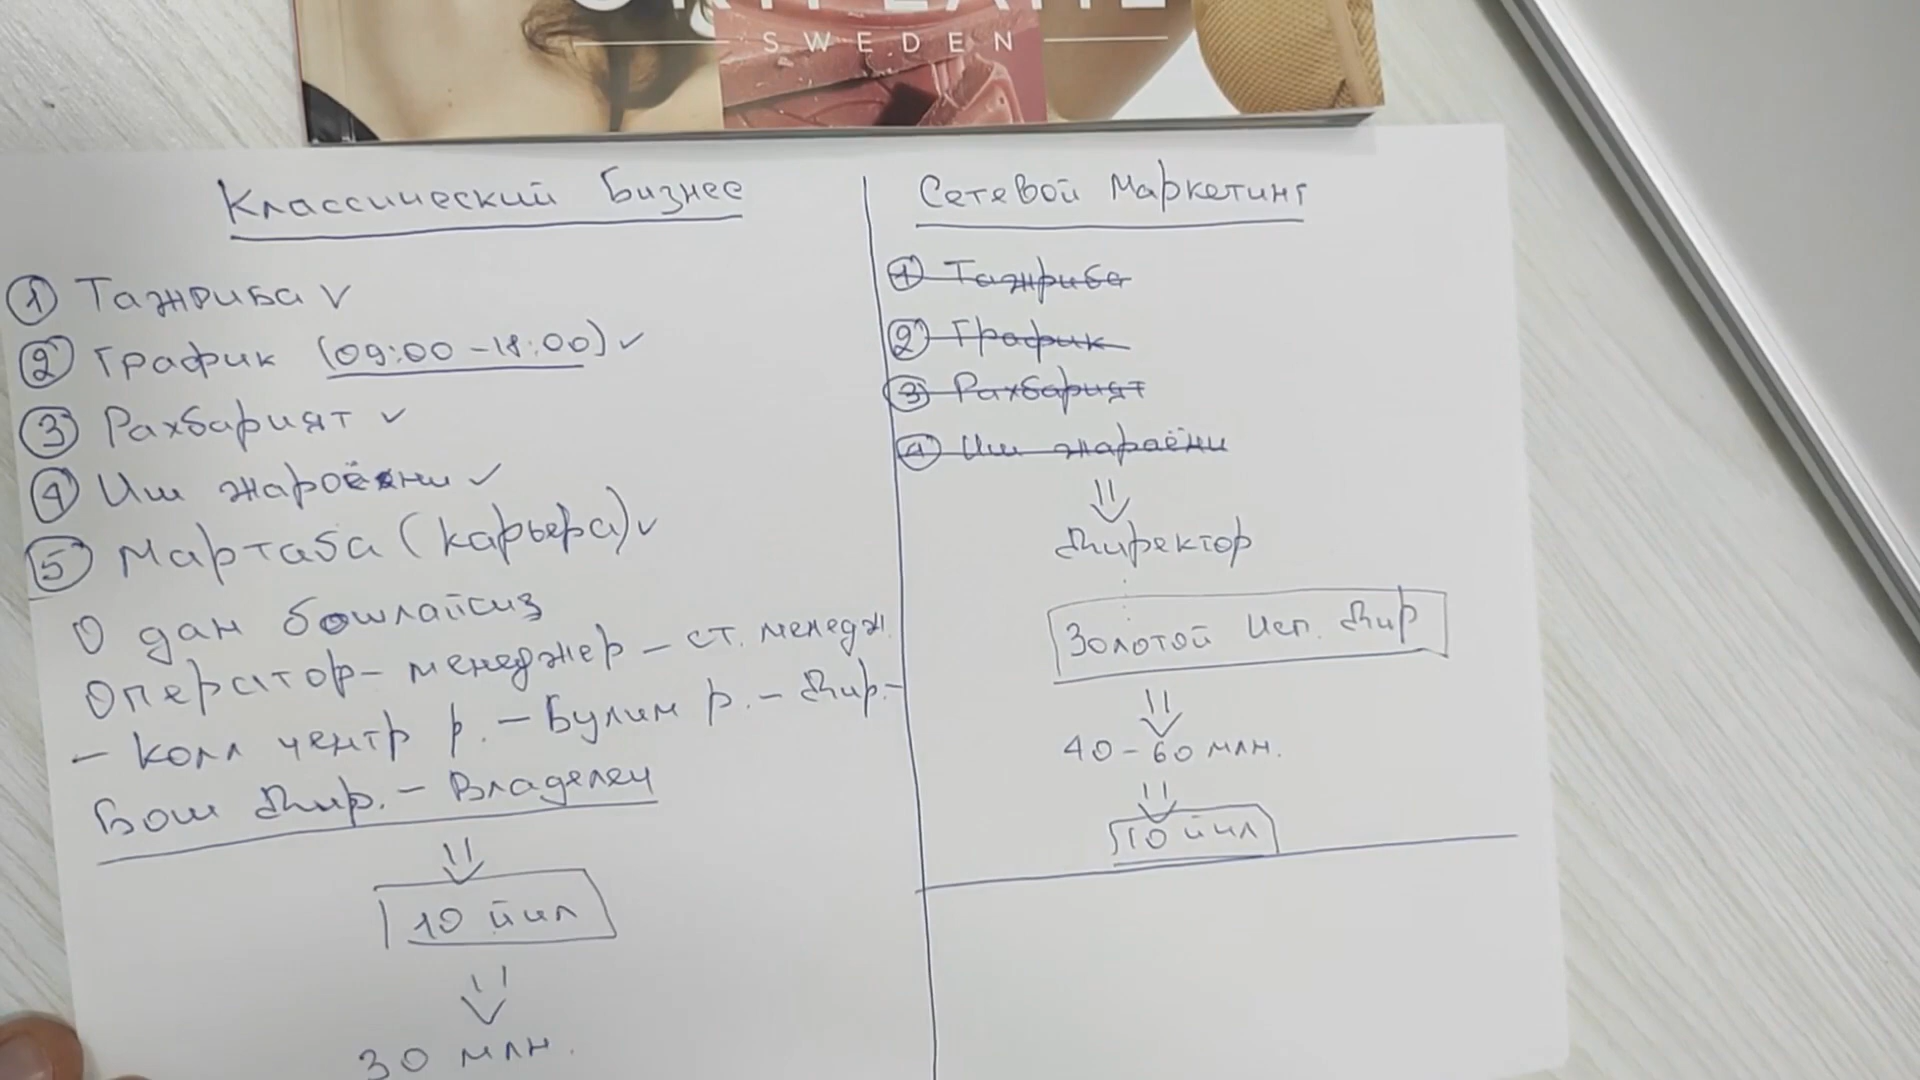 ORIFLAME
SWEDEN
Классический Бизнес
① Тажриба ✓
② График (09:00-18:00) ✓
③ Рахбарият ✓
④ Иш жароёни ✓
⑤ Мартаба (карьера) ✓
0 дан бошлайсиз
Оператор - менеджер - ст. менедж.
- Колл центр р. - Булим р. - Дир. -
Бош Дир. - Владелец
10 йил
30 млн.
Сетевой Маркетинг
① Тажриба
② График
③ Рахбарият
④ Иш жараёни
Директор
Золотой Исп. Дир
40-60 млн.
10 йил